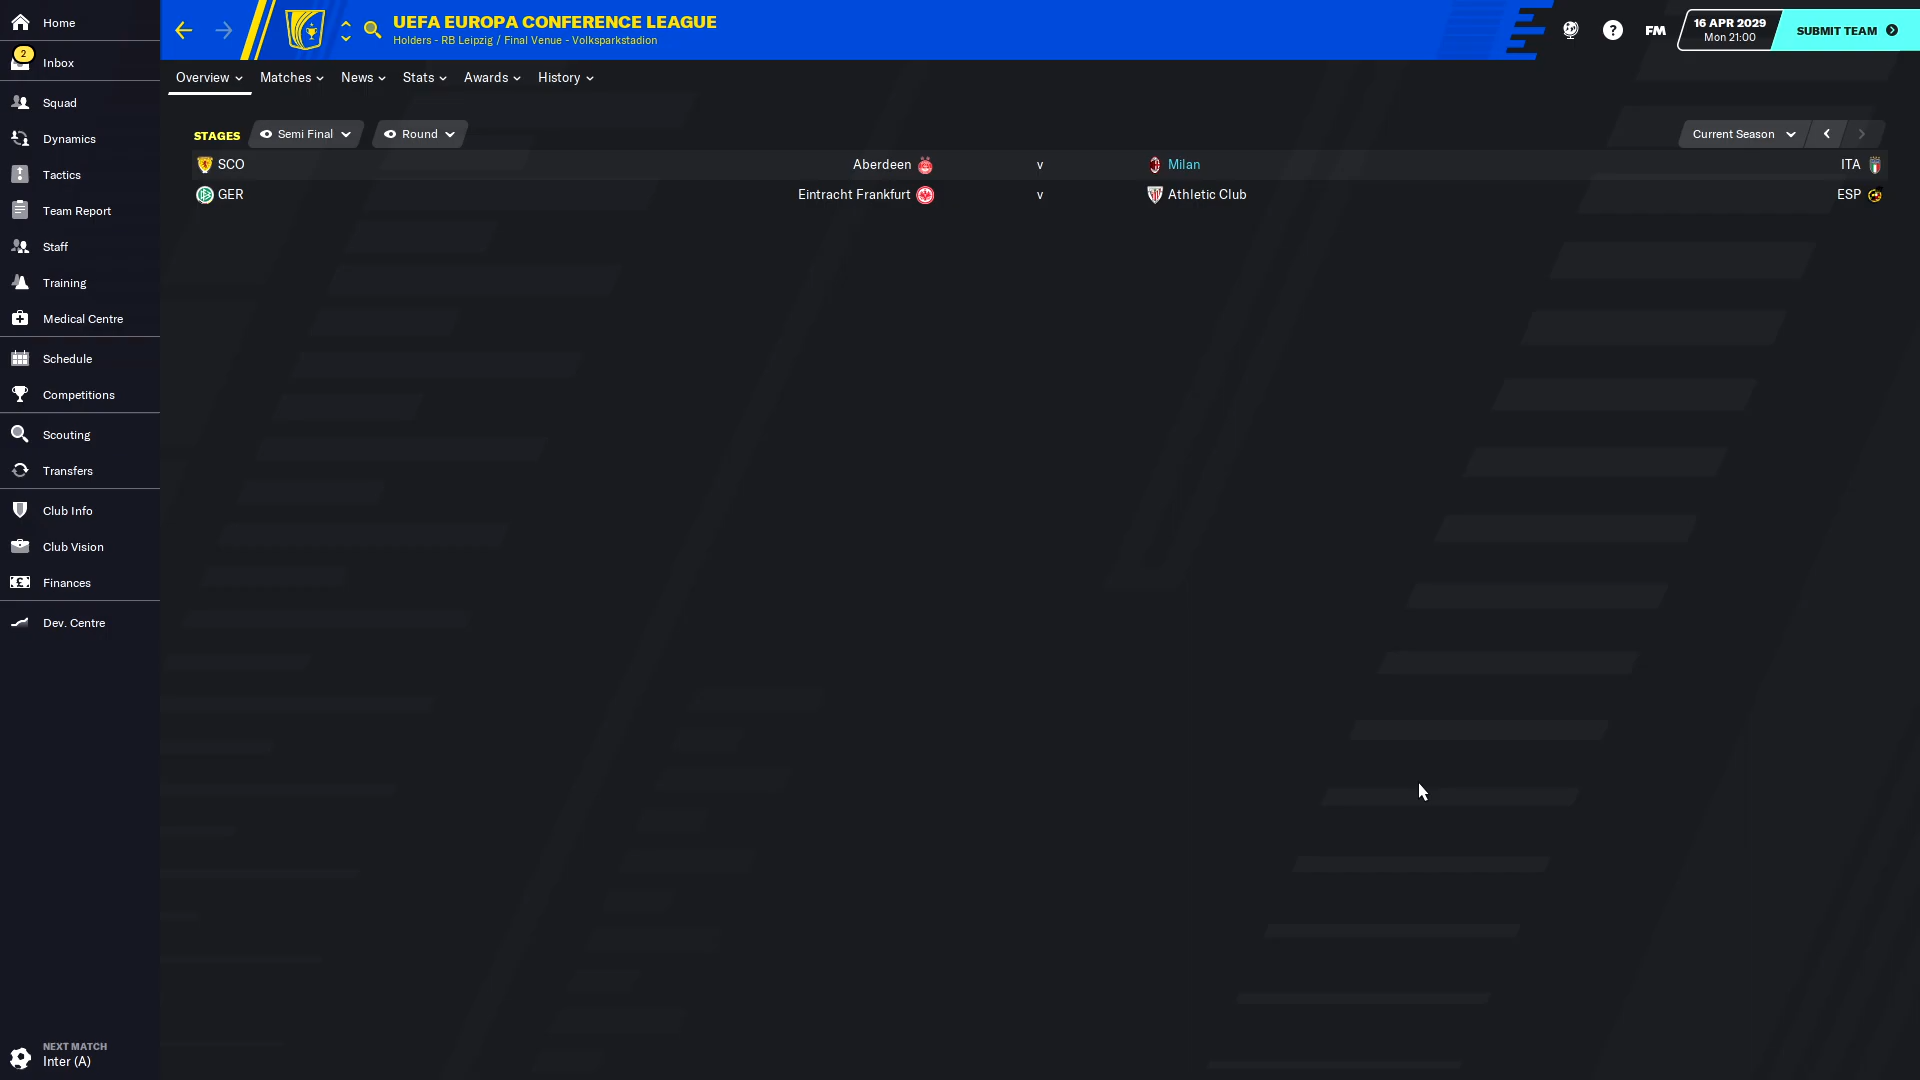 Home
2
Inbox
Squad
Dynamics
Tactics
Team Report
Staff
Training
Medical Centre
Schedule
Competitions
Scouting
Transfers
Club Info
Club Vision
Finances
Dev. Centre
NEXT MATCH
Inter (A)
UEFA EUROPA CONFERENCE LEAGUE
Holders - RB Leipzig / Final Venue - Volksparkstadion
? FM
16 APR 2029
Mon 21:00
SUBMIT TEAM
Overview Matches News Stats Awards History
STAGES Semi Final Round Current Season
SCO Aberdeen v Milan ITA
GER Eintracht Frankfurt v Athletic Club ESP